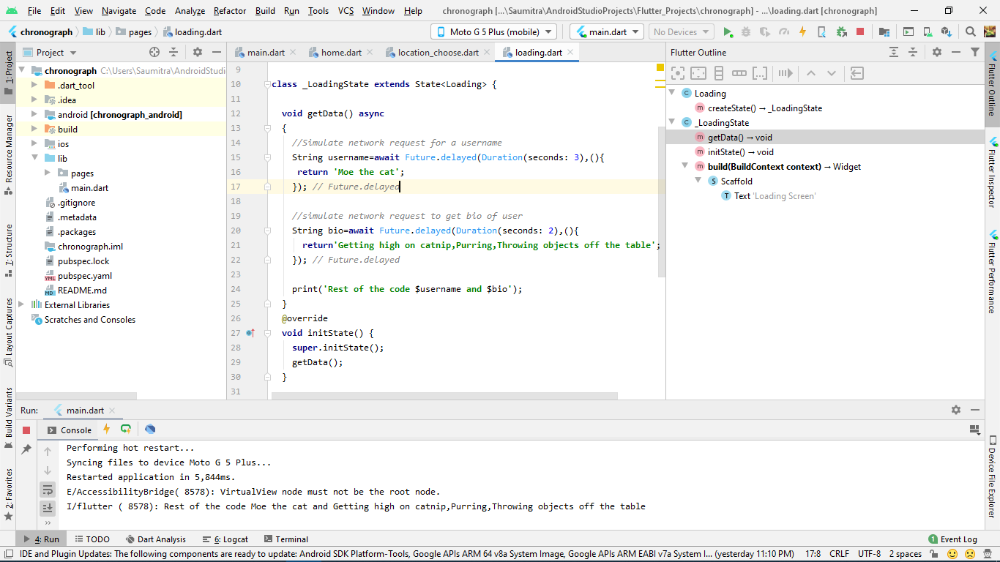 File Edit View Navigate Code Analyze Refactor Build Run Tools VCS Window Help chronograph [...\Saumitra\AndroidStudioProjects\Flutter_Projects\chronograph] - ...\loading.dart [chronograph]
chronograph lib pages loading.dart Moto G 5 Plus (mobile) main.dart No Devices
Project main.dart home.dart location_choose.dart loading.dart Flutter Outline
1: Project
Resource Manager
Z: Structure
Layout Captures
Build Variants
2: Favorites
chronograph C:\Users\Saumitra\AndroidStudi
.dart_tool
.idea
android [chronograph_android]
build
ios
lib
pages
main.dart
.gitignore
.metadata
.packages
chronograph.iml
pubspec.lock
pubspec.yaml
README.md
External Libraries
Scratches and Consoles
9
10 class _LoadingState extends State<Loading> {
11
12 void getData() async
13 {
14 //Simulate network request for a username
15 String username=await Future.delayed(Duration(seconds: 3),(){
16 return 'Moe the cat';
17 }); // Future.delayed
18
19 //simulate network request to get bio of user
20 String bio=await Future.delayed(Duration(seconds: 2),(){
21 return'Getting high on catnip,Purring,Throwing objects off the table';
22 }); // Future.delayed
23
24 print('Rest of the code $username and $bio');
25 }
26 @override
27 void initState() {
28 super.initState();
29 getData();
30 }
31
Loading
createState() → _LoadingState
_LoadingState
getData() → void
initState() → void
build(BuildContext context) → Widget
Scaffold
Text 'Loading Screen'
Flutter Outline
Flutter Inspector
Flutter Performance
Device File Explorer
Run: main.dart
Console
Performing hot restart...
Syncing files to device Moto G 5 Plus...
Restarted application in 5,844ms.
E/AccessibilityBridge( 8578): VirtualView node must not be the root node.
I/flutter ( 8578): Rest of the code Moe the cat and Getting high on catnip,Purring,Throwing objects off the table
4: Run TODO Dart Analysis 6: Logcat Terminal 1 Event Log
IDE and Plugin Updates: The following components are ready to update: Android SDK Platform-Tools, Google APIs ARM 64 v8a System Image, Google APIs ARM EABI v7a System I... (yesterday 11:10 PM) 17:8 CRLF UTF-8 2 spaces